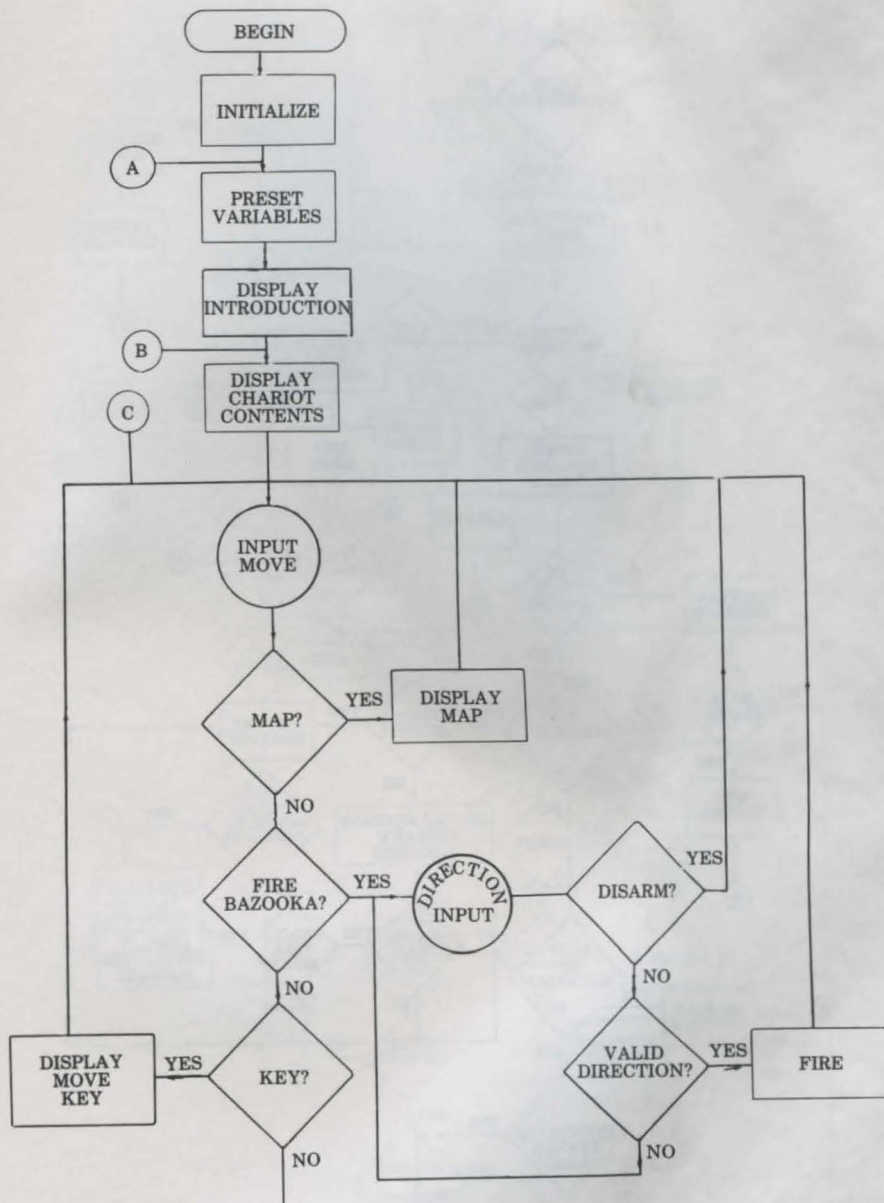 BEGIN
INITIALIZE
A
PRESET
VARIABLES
DISPLAY
INTRODUCTION
B
DISPLAY
CHARIOT
CONTENTS
C
INPUT
MOVE
MAP?
YES
DISPLAY
MAP
NO
FIRE
BAZOOKA?
YES
DIRECTION
INPUT
DISARM?
YES
NO
NO
DISPLAY
MOVE
KEY
YES
KEY?
VALID
DIRECTION?
YES
FIRE
NO
NO